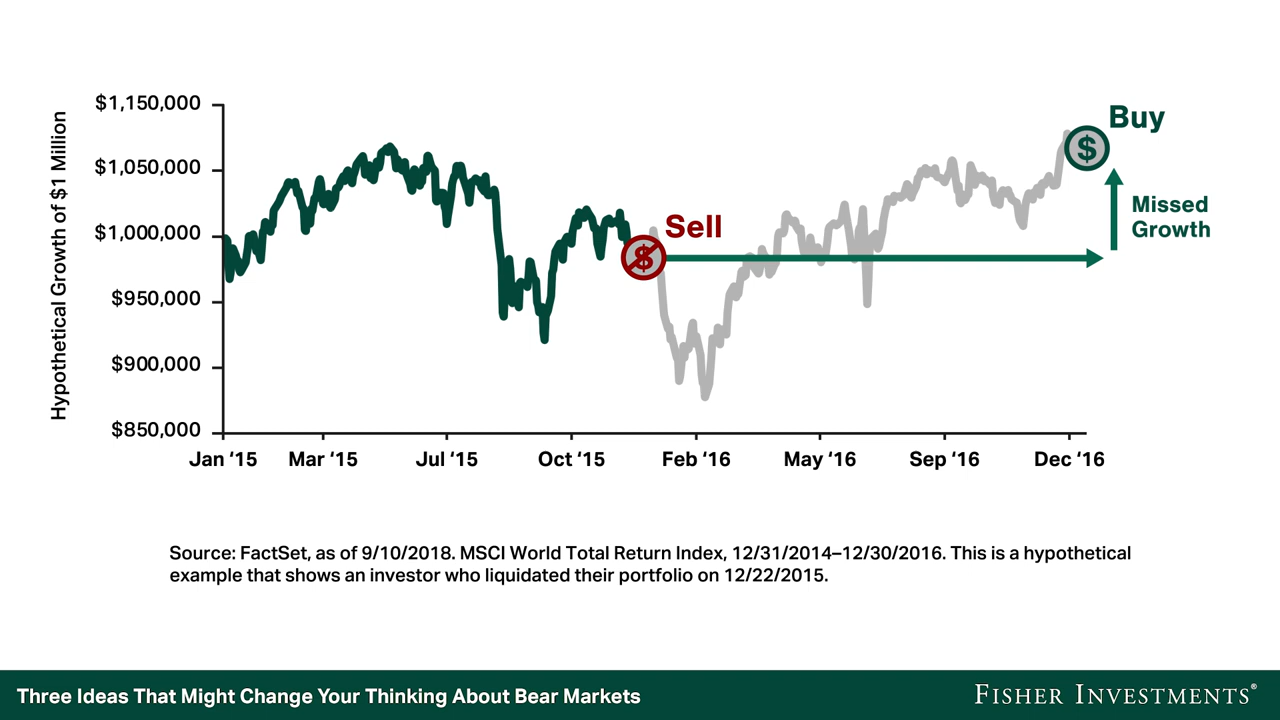 Hypothetical Growth of $1 Million
$1,150,000
$1,050,000
$1,000,000
$950,000
$900,000
$850,000
Jan ‘15
Mar ‘15
Jul ‘15
Oct ‘15
Feb ‘16
May ‘16
Sep ‘16
Dec ‘16
$
Sell
$
Buy
Missed
Growth
Source: FactSet, as of 9/10/2018. MSCI World Total Return Index, 12/31/2014–12/30/2016. This is a hypothetical
example that shows an investor who liquidated their portfolio on 12/22/2015.
Three Ideas That Might Change Your Thinking About Bear Markets
FISHER INVESTMENTS®